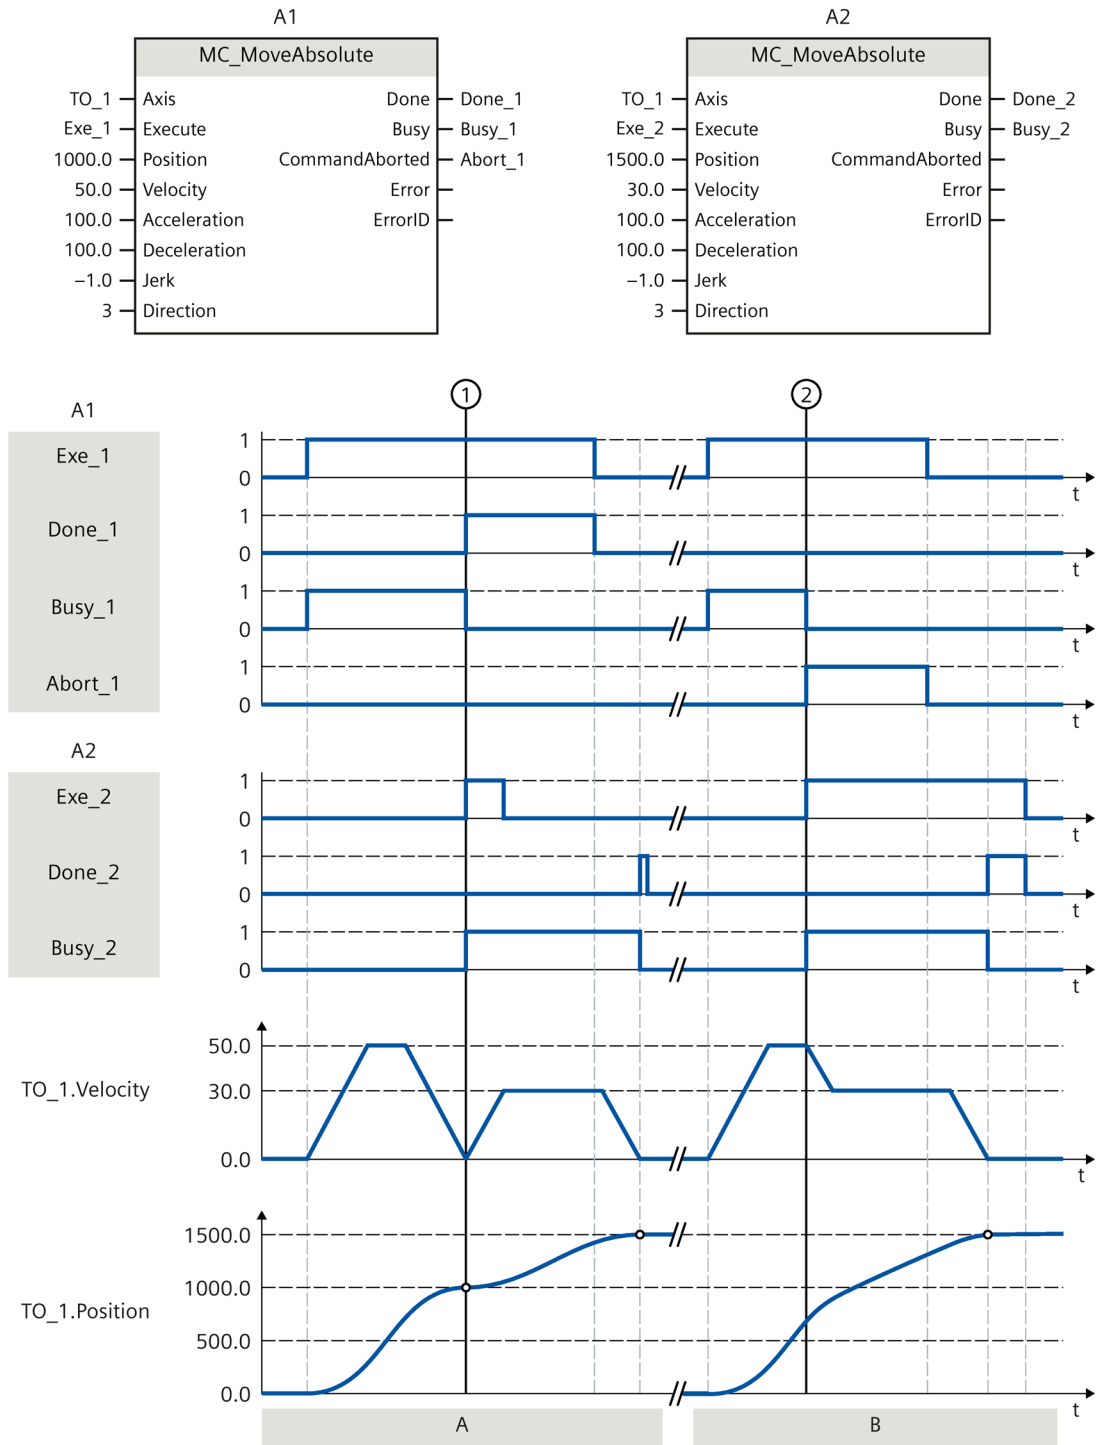 A1 A2
MC_MoveAbsolute MC_MoveAbsolute
TO_1 Axis Done Done_1 TO_1 Axis Done Done_2
Exe_1 Execute Busy Busy_1 Exe_2 Execute Busy Busy_2
1000.0 Position CommandAborted Abort_1 1500.0 Position CommandAborted
50.0 Velocity Error 30.0 Velocity Error
100.0 Acceleration ErrorID 100.0 Acceleration ErrorID
100.0 Deceleration 100.0 Deceleration
−1.0 Jerk −1.0 Jerk
3 Direction 3 Direction
1 2
A1
Exe_1 1
0
t
Done_1 1
0
t
Busy_1 1
0
t
Abort_1 1
0
t
A2
Exe_2 1
0
t
Done_2 1
0
t
Busy_2 1
0
t
50.0
TO_1.Velocity 30.0
0.0
t
1500.0
1000.0
TO_1.Position
500.0
0.0
t
A B